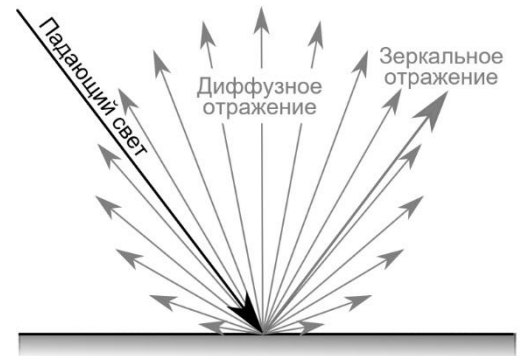 Падающий свет
Диффузное
отражение
Зеркальное
отражение